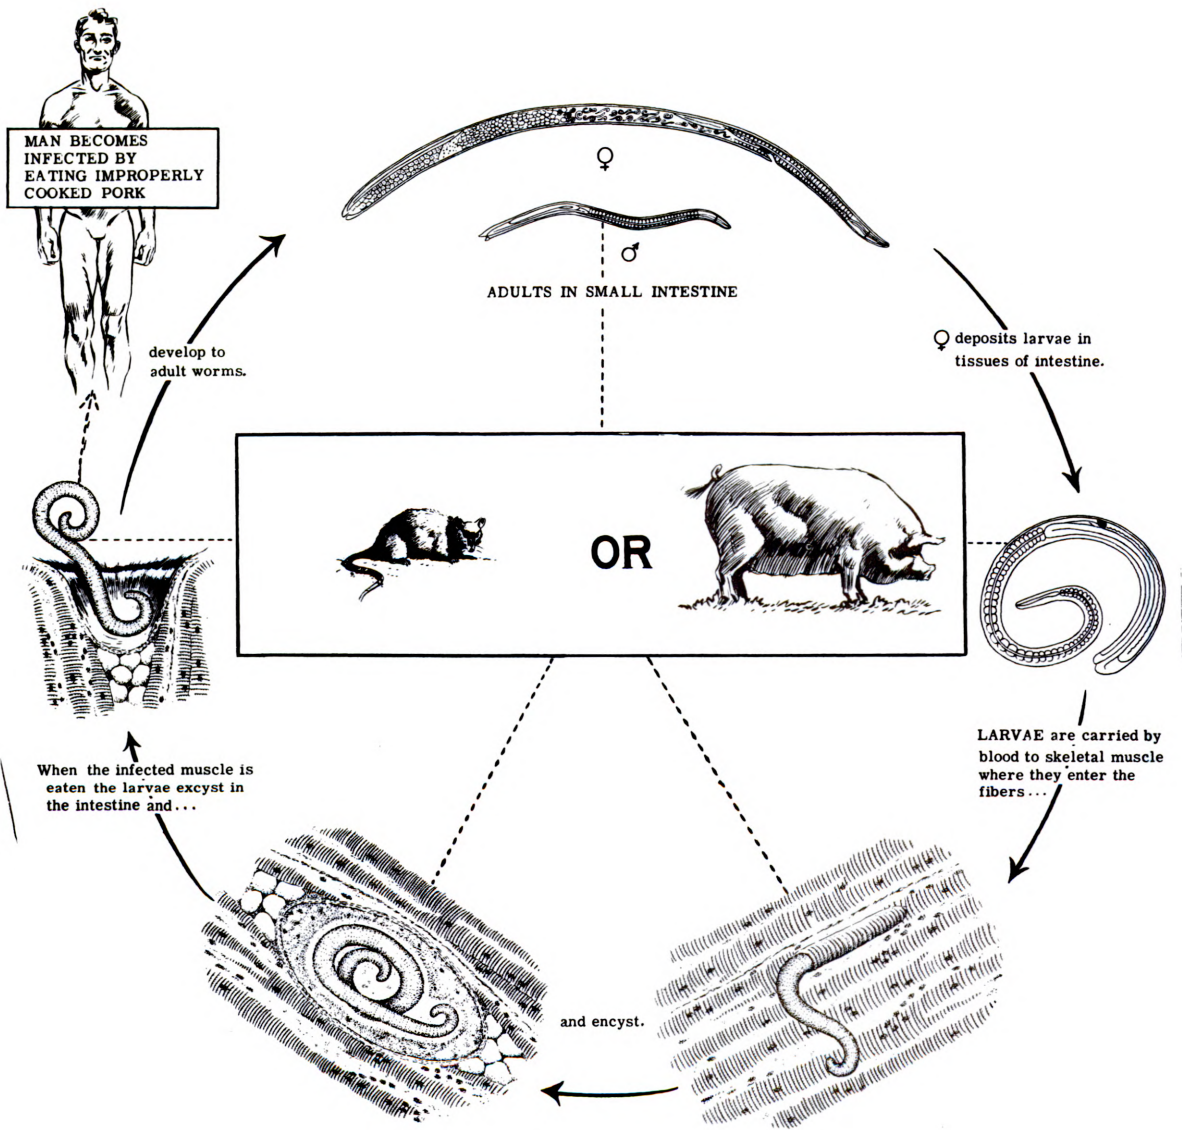 MAN BECOMES
INFECTED BY
EATING IMPROPERLY
COOKED PORK
♀
♂
ADULTS IN SMALL INTESTINE
♀ deposits larvae in
tissues of intestine.
develop to
adult worms.
OR
LARVAE are carried by
blood to skeletal muscle
where they enter the
fibers...
When the infected muscle is
eaten the larvae excyst in
the intestine and...
and encyst.